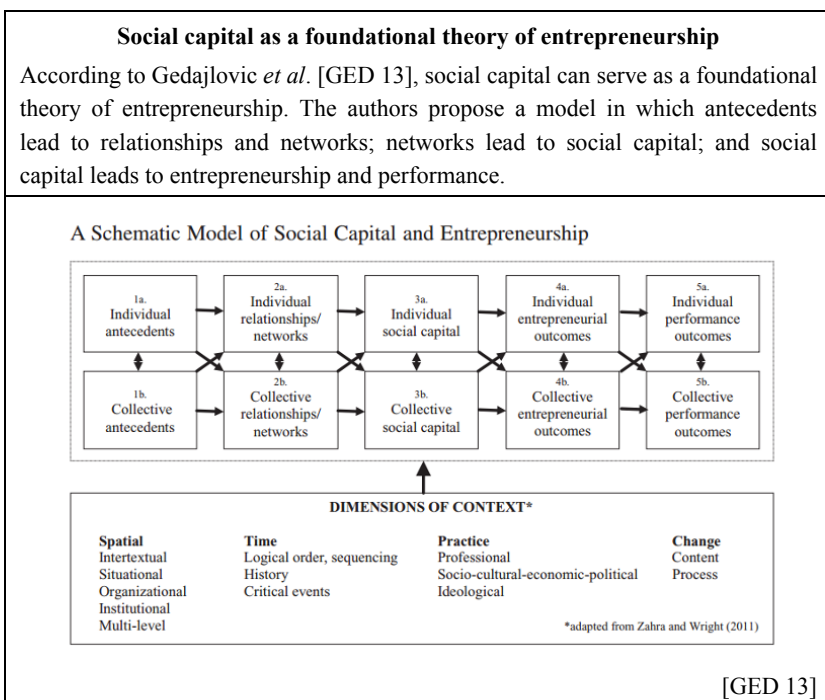 Social capital as a foundational theory of entrepreneurship
According to Gedajlovic et al. [GED 13], social capital can serve as a foundational
theory of entrepreneurship. The authors propose a model in which antecedents
lead to relationships and networks; networks lead to social capital; and social
capital leads to entrepreneurship and performance.
A Schematic Model of Social Capital and Entrepreneurship
1a.
Individual
antecedents
2a.
Individual
relationships/
networks
3a.
Individual
social capital
4a.
Individual
entrepreneurial
outcomes
5a.
Individual
performance
outcomes
1b.
Collective
antecedents
2b.
Collective
relationships/
networks
3b.
Collective
social capital
4b.
Collective
entrepreneurial
outcomes
5b.
Collective
performance
outcomes
DIMENSIONS OF CONTEXT*
Spatial
Intertextual
Situational
Organizational
Institutional
Multi-level
Time
Logical order, sequencing
History
Critical events
Practice
Professional
Socio-cultural-economic-political
Ideological
Change
Content
Process
*adapted from Zahra and Wright (2011)
[GED 13]